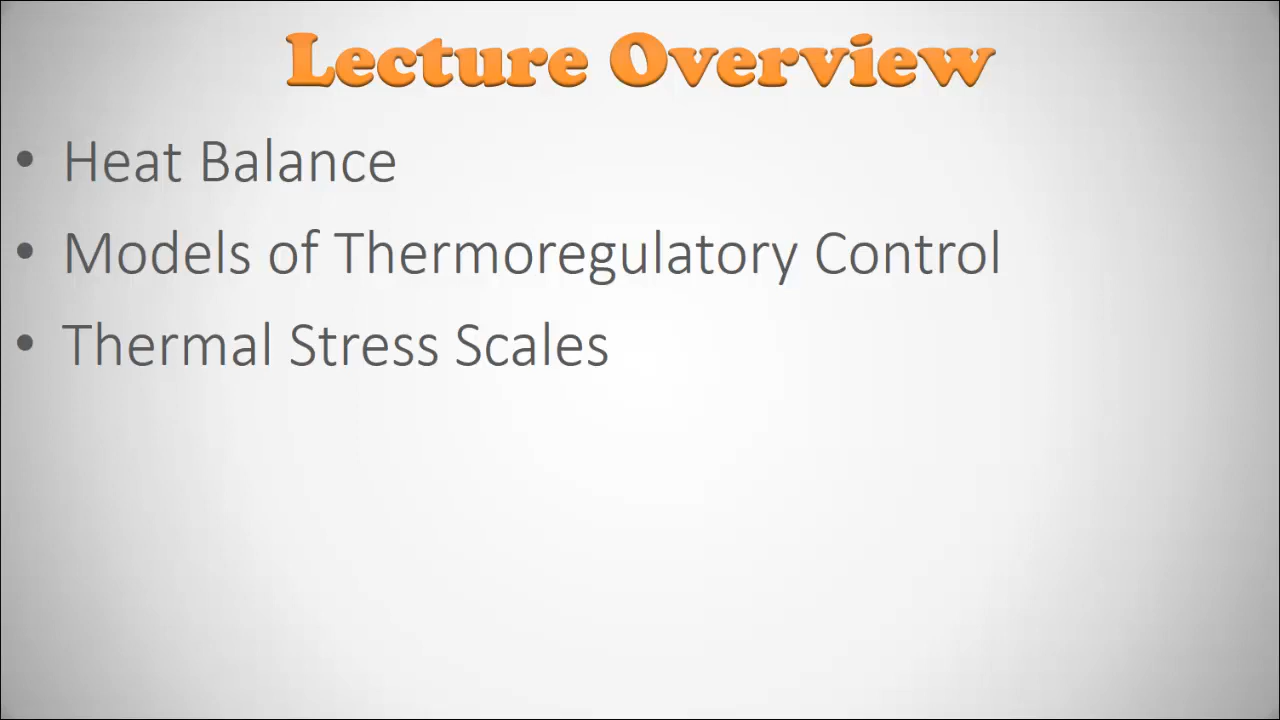 Lecture Overview
• Heat Balance
• Models of Thermoregulatory Control
• Thermal Stress Scales